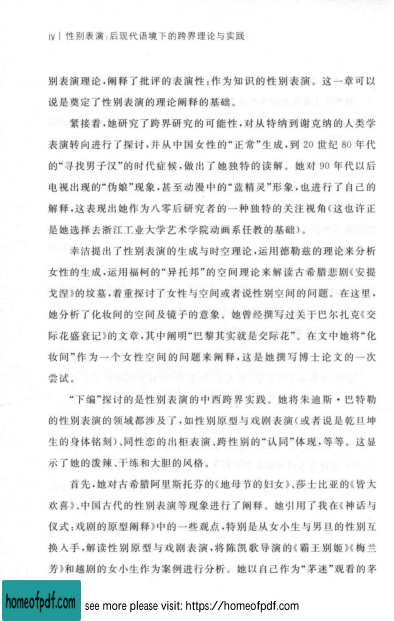 iv | 性别表演:后现代语境下的跨界理论与实践
别表演理论,阐释了批评的表演性:作为知识的性别表演。这一章可以
说是奠定了性别表演的理论阐释的基础。
紧接着,她研究了跨界研究的可能性,对从特纳到谢克纳的人类学
表演转向进行了探讨,并从中国女性的“正常”生成,到 20 世纪 80 年代
的“寻找男子汉”的时代症候,做出了她独特的读解。她对 90 年代以后
电视出现的“伪娘”现象,甚至动漫中的“蓝精灵”形象,也进行了自己的
解释,这表现出她作为八零后研究者的一种独特的关注视角(这也许正
是她选择去浙江工业大学艺术学院动画系任教的基础)。
幸洁提出了性别表演的生成与时空理论,运用德勒兹的理论来分析
女性的生成,运用福柯的“异托邦”的空间理论来解读古希腊悲剧《安提
戈涅》的坟墓,着重探讨了女性与空间或者说性别空间的问题。在这里,
她分析了化妆间的空间及镜子的意象。她曾经撰写过关于巴尔扎克《交
际花盛衰记》的文章,其中阐明“巴黎其实就是交际花”。在文中她将“化
妆间”作为一个女性空间的问题来阐释,这是她撰写博士论文的一次
尝试。
“下编”探讨的是性别表演的中西跨界实践。她将朱迪斯·巴特勒
的性别表演的领域都涉及了,如性别原型与戏剧表演(或者说是乾旦坤
生的身体铭刻)、同性恋的出柜表演、跨性别的“认同”体现,等等。这显
示了她的泼辣、干练和大胆的风格。
首先,她对古希腊阿里斯托芬的《地母节的妇女》、莎士比亚的《皆大
欢喜》、中国古代的性别表演等现象进行了阐释。她引用了我在《神话与
仪式:戏剧的原型阐释》中的一些观点,特别是从女小生与男旦的性别互
换入手,解读性别原型与戏剧表演,将陈凯歌导演的《霸王别姬》《梅兰
芳》和越剧的女小生作为案例进行分析。她以自己作为“茅迷”观看的茅
homeofpdf.com
see more please visit: https://homeofpdf.com